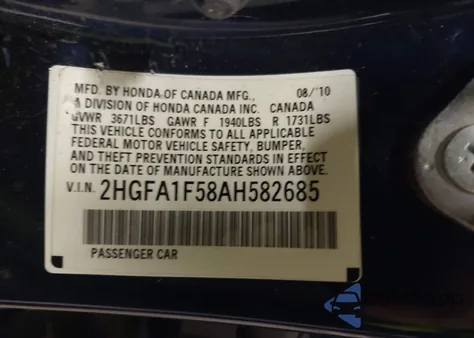 MFD. BY HONDA OF CANADA MFG., 08/'10
A DIVISION OF HONDA CANADA INC. CANADA
GVWR 3671LBS GAWR F 1940LBS R 1731LBS
THIS VEHICLE CONFORMS TO ALL APPLICABLE
FEDERAL MOTOR VEHICLE SAFETY, BUMPER,
AND THEFT PREVENTION STANDARDS IN EFFECT
ON THE DATE OF MANUFACTURE SHOWN ABOVE.
V.I.N. 2HGFA1F58AH582685
PASSENGER CAR